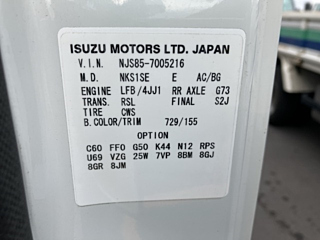 ISUZU MOTORS LTD. JAPAN
V.I.N. NJS85-7005216
M.D. NKS1SE E AC/BG
ENGINE LFB/4JJ1 RR AXLE G73
TRANS. RSL FINAL S2J
TIRE CWS
B.COLOR/TRIM 729/155
OPTION
C60 FF0 G50 K44 N12 RPS
U69 VZG 25W 7VP 8BM 8GJ
8GR 8JM